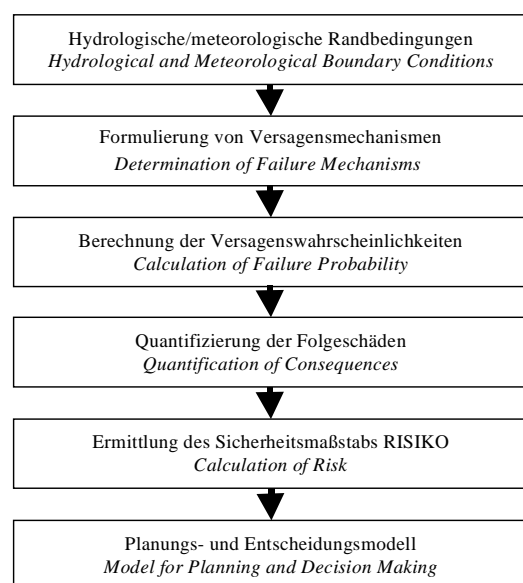 Hydrologische/meteorologische Randbedingungen
Hydrological and Meteorological Boundary Conditions
Formulierung von Versagensmechanismen
Determination of Failure Mechanisms
Berechnung der Versagenswahrscheinlichkeiten
Calculation of Failure Probability
Quantifizierung der Folgeschäden
Quantification of Consequences
Ermittlung des Sicherheitsmaßstabs RISIKO
Calculation of Risk
Planungs- und Entscheidungsmodell
Model for Planning and Decision Making